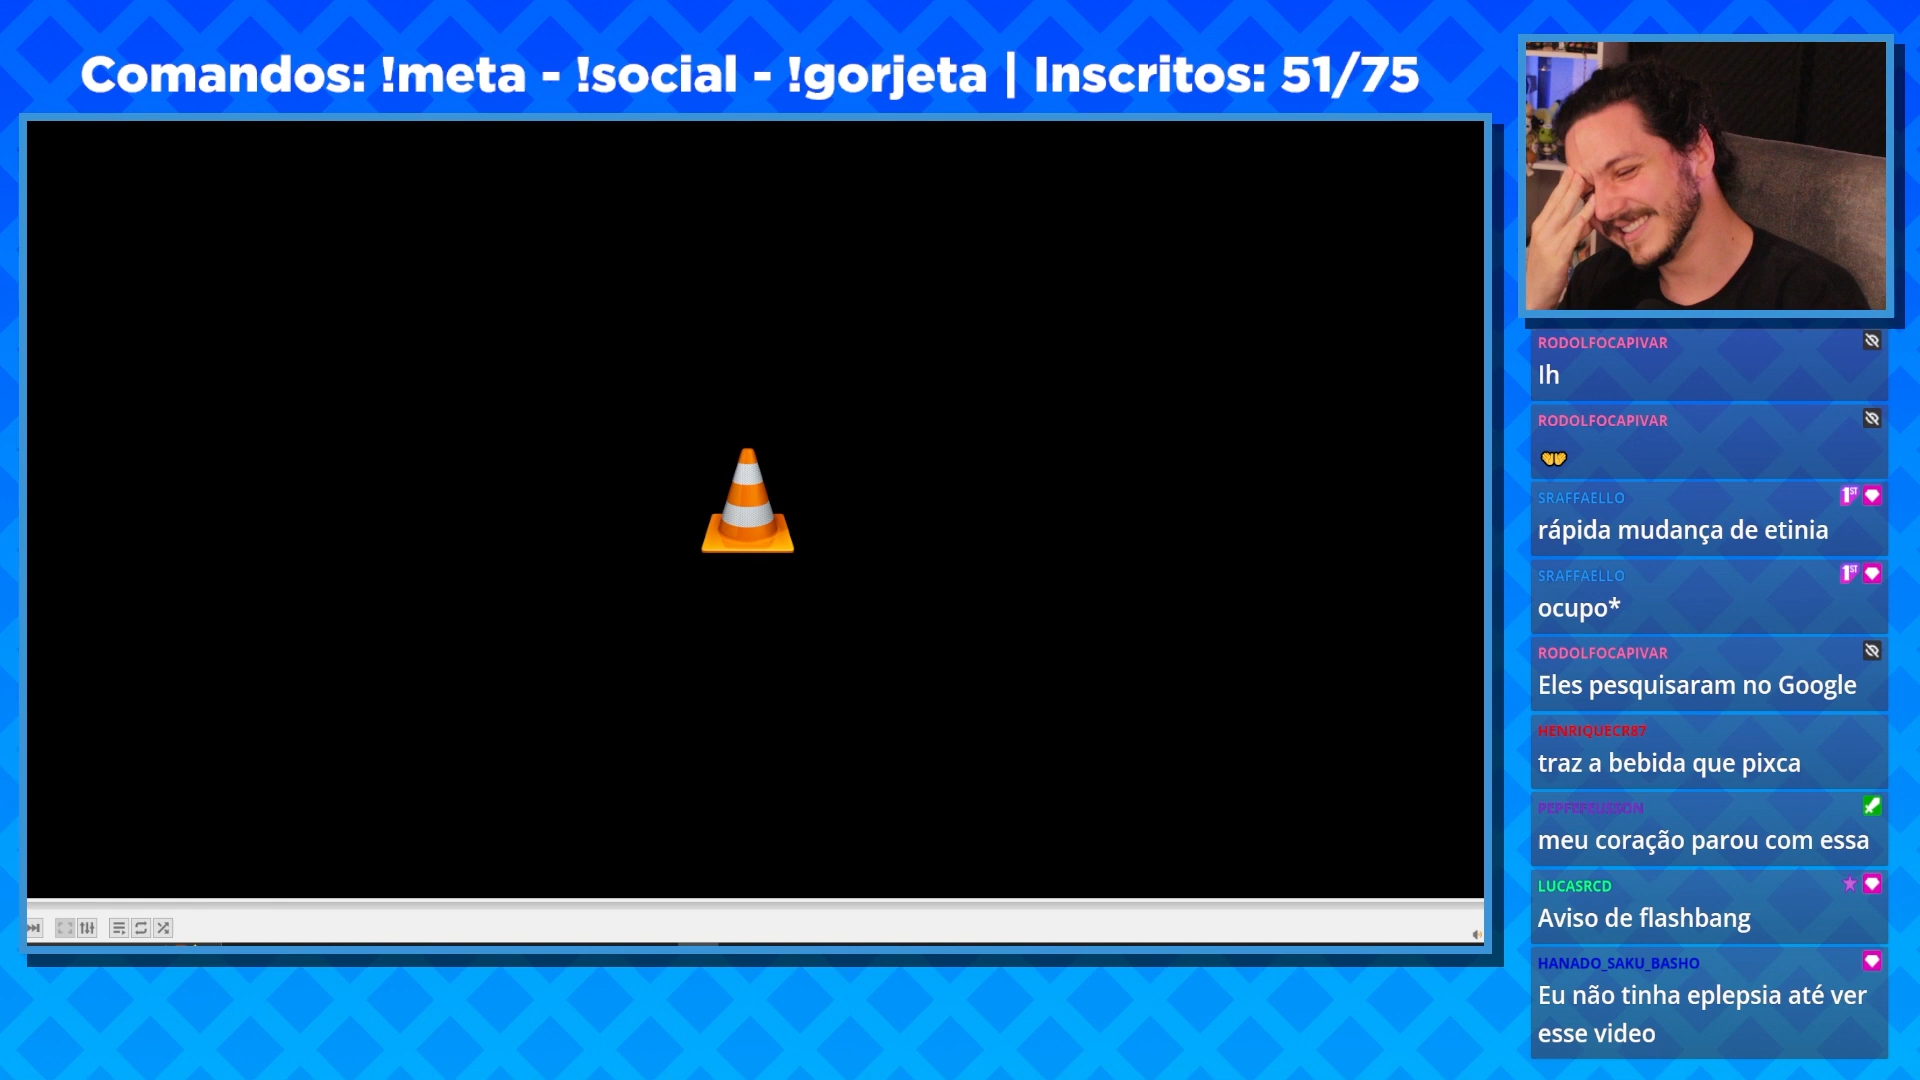 Comandos: !meta - !social - !gorjeta | Inscritos: 51/75
RODOLFOCAPIVAR
Ih
RODOLFOCAPIVAR
SRAFFAELLO
1ST
rápida mudança de etinia
SRAFFAELLO
1ST
ocupo*
RODOLFOCAPIVAR
Eles pesquisaram no Google
HENRIQUECR87
traz a bebida que pixca
meu coração parou com essa
LUCASRCD
Aviso de flashbang
HANADO_SAKU_BASHO
Eu não tinha eplepsia até ver
esse video